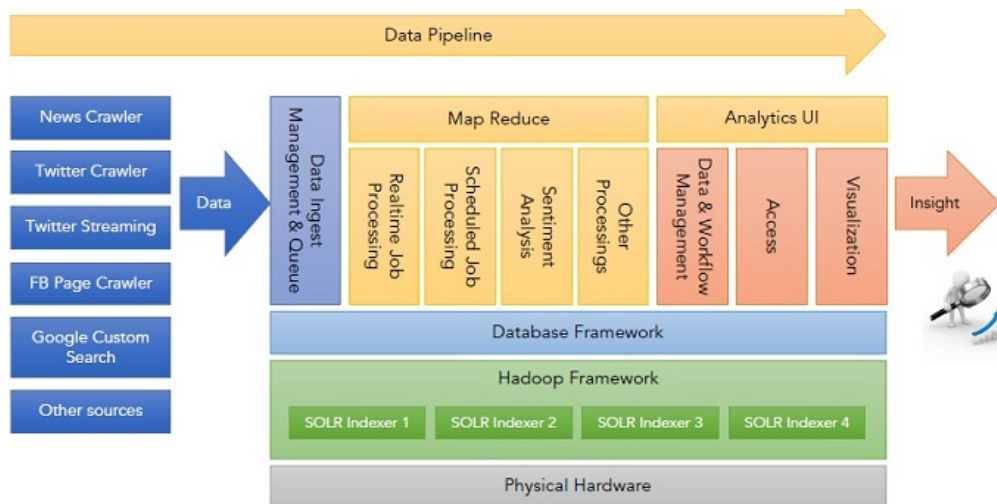 Data Pipeline
News Crawler
Twitter Crawler
Twitter Streaming
FB Page Crawler
Google Custom
Search
Other sources
Data
Data Ingest
Management & Queue
Map Reduce
Realtime Job
Processing
Scheduled Job
Processing
Sentiment
Analysis
Other
Processings
Analytics UI
Data & Workflow
Management
Access
Visualization
Insight
Database Framework
Hadoop Framework
SOLR Indexer 1
SOLR Indexer 2
SOLR Indexer 3
SOLR Indexer 4
Physical Hardware